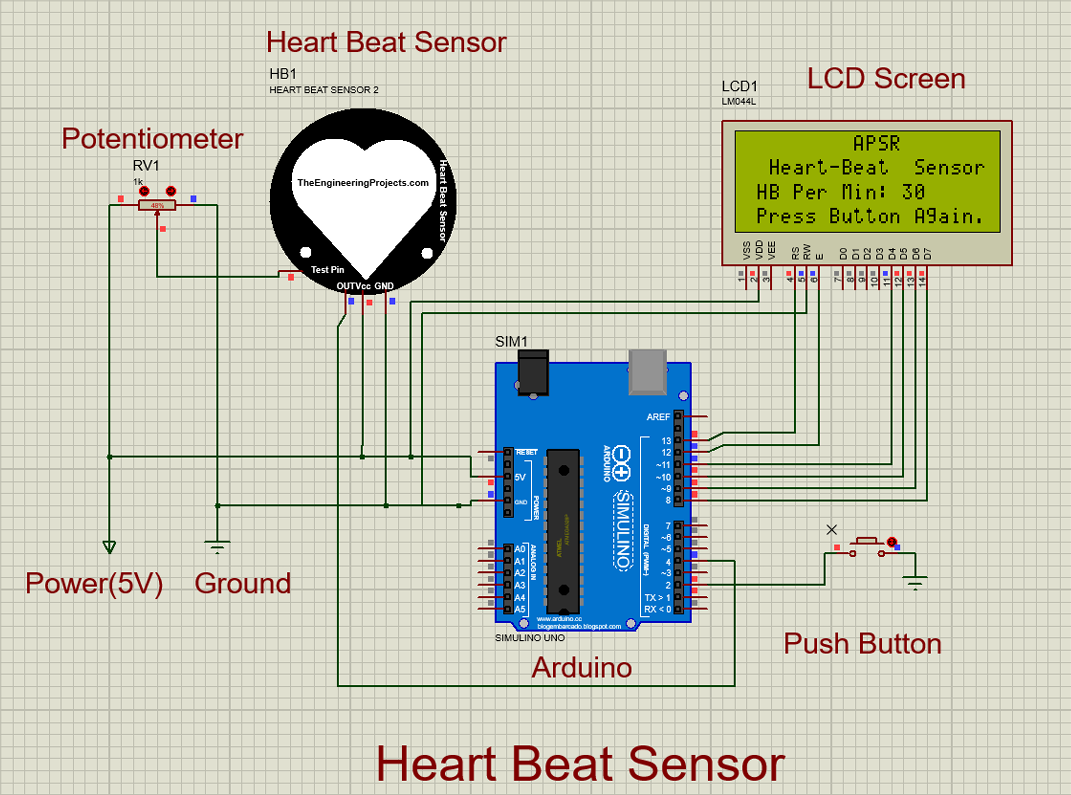 Heart Beat Sensor
HB1
HEART BEAT SENSOR 2
LCD Screen
LCD1
LM044L
Potentiometer
RV1
1k
48%
TheEngineeringProjects.com
Heart Beat Sensor
Test Pin
OUT Vcc GND
APSR
Heart-Beat Sensor
HB Per Min: 30
Press Button Again.
VSS VDD VEE RS RW E D0 D1 D2 D3 D4 D5 D6 D7
1 2 3 4 5 6 7 8 9 10 11 12 13 14
SIM1
AREF
13
12
~11
~10
~9
8
7
~6
~5
4
~3
2
TX > 1
RX < 0
RESET
5V
GND
POWER
A0
A1
A2
A3
A4
A5
ANALOG IN
ARDUINO
SIMULINO
DIGITAL (PWM~)
ATMEL
www.arduino.cc
blogembarcado.blogspot.com
SIMULINO UNO
Arduino
Power(5V)
Ground
Push Button
Heart Beat Sensor